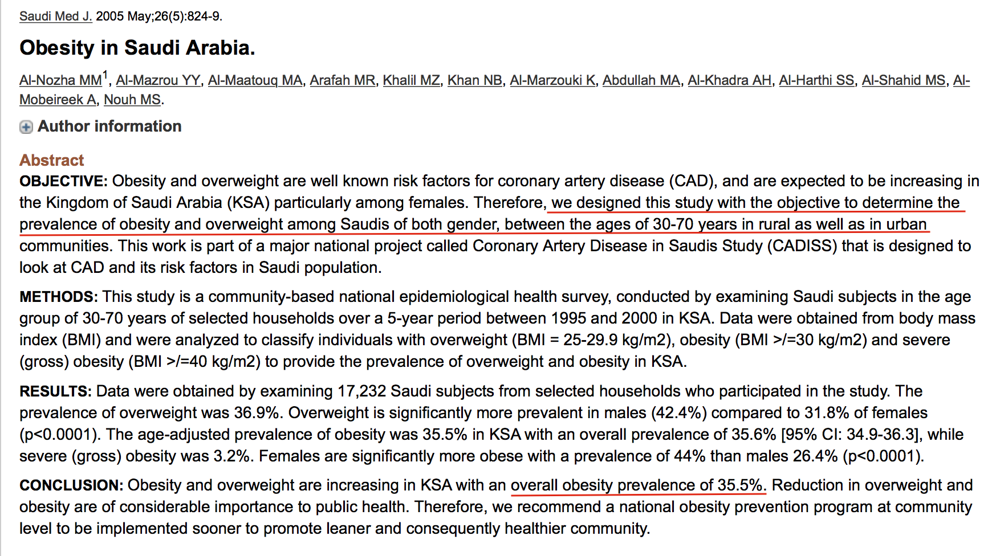 Saudi Med J. 2005 May;26(5):824-9.
Obesity in Saudi Arabia.
Al-Nozha MM1, Al-Mazrou YY, Al-Maatouq MA, Arafah MR, Khalil MZ, Khan NB, Al-Marzouki K, Abdullah MA, Al-Khadra AH, Al-Harthi SS, Al-Shahid MS, Al-
Mobeireek A, Nouh MS.
Author information
Abstract
OBJECTIVE: Obesity and overweight are well known risk factors for coronary artery disease (CAD), and are expected to be increasing in
the Kingdom of Saudi Arabia (KSA) particularly among females. Therefore, we designed this study with the objective to determine the
prevalence of obesity and overweight among Saudis of both gender, between the ages of 30-70 years in rural as well as in urban
communities. This work is part of a major national project called Coronary Artery Disease in Saudis Study (CADISS) that is designed to
look at CAD and its risk factors in Saudi population.
METHODS: This study is a community-based national epidemiological health survey, conducted by examining Saudi subjects in the age
group of 30-70 years of selected households over a 5-year period between 1995 and 2000 in KSA. Data were obtained from body mass
index (BMI) and were analyzed to classify individuals with overweight (BMI = 25-29.9 kg/m2), obesity (BMI >/=30 kg/m2) and severe
(gross) obesity (BMI >/=40 kg/m2) to provide the prevalence of overweight and obesity in KSA.
RESULTS: Data were obtained by examining 17,232 Saudi subjects from selected households who participated in the study. The
prevalence of overweight was 36.9%. Overweight is significantly more prevalent in males (42.4%) compared to 31.8% of females
(p<0.0001). The age-adjusted prevalence of obesity was 35.5% in KSA with an overall prevalence of 35.6% [95% CI: 34.9-36.3], while
severe (gross) obesity was 3.2%. Females are significantly more obese with a prevalence of 44% than males 26.4% (p<0.0001).
CONCLUSION: Obesity and overweight are increasing in KSA with an overall obesity prevalence of 35.5%. Reduction in overweight and
obesity are of considerable importance to public health. Therefore, we recommend a national obesity prevention program at community
level to be implemented sooner to promote leaner and consequently healthier community.